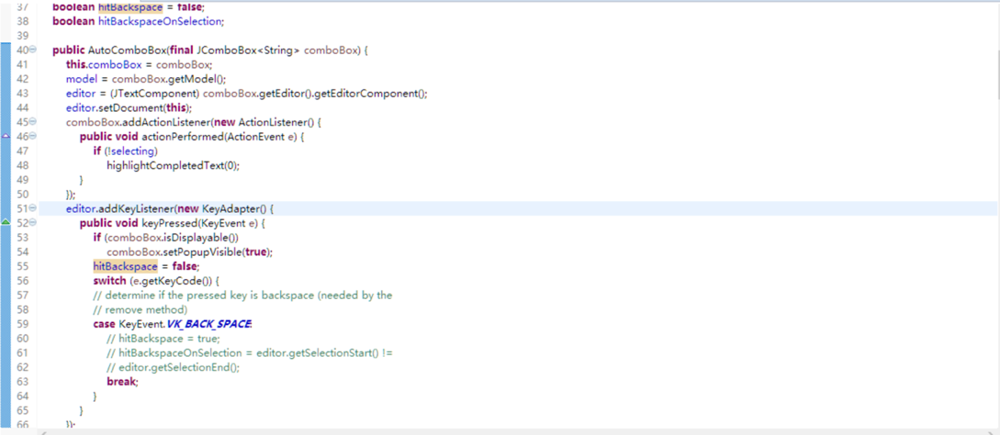 37 boolean hitBackspace = false;
38 boolean hitBackspaceOnSelection;
39
40 public AutoComboBox(final JComboBox<String> comboBox) {
41 this.comboBox = comboBox;
42 model = comboBox.getModel();
43 editor = (JTextComponent) comboBox.getEditor().getEditorComponent();
44 editor.setDocument(this);
45 comboBox.addActionListener(new ActionListener() {
46 public void actionPerformed(ActionEvent e) {
47 if (!selecting)
48 highlightCompletedText(0);
49 }
50 });
51 editor.addKeyListener(new KeyAdapter() {
52 public void keyPressed(KeyEvent e) {
53 if (comboBox.isDisplayable())
54 comboBox.setPopupVisible(true);
55 hitBackspace = false;
56 switch (e.getKeyCode()) {
57 // determine if the pressed key is backspace (needed by the
58 // remove method)
59 case KeyEvent.VK_BACK_SPACE:
60 // hitBackspace = true;
61 // hitBackspaceOnSelection = editor.getSelectionStart() !=
62 // editor.getSelectionEnd();
63 break;
64 }
65 }
66 });